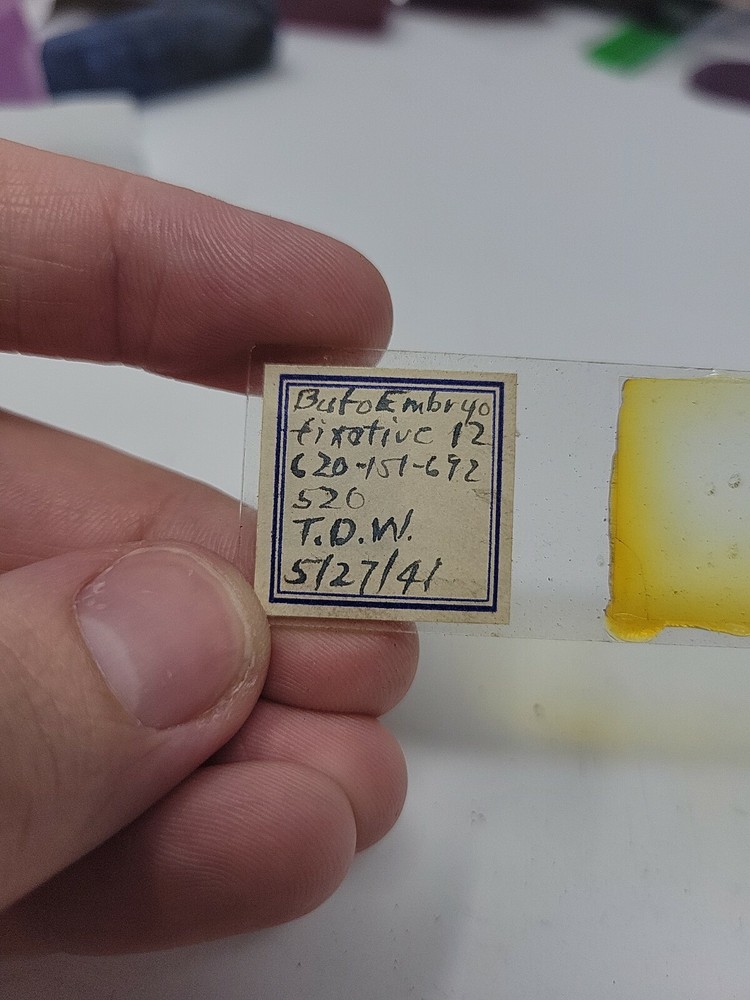 Bufo Embryo
fixative 12
620-151-692
520
T.D.W.
5/27/41